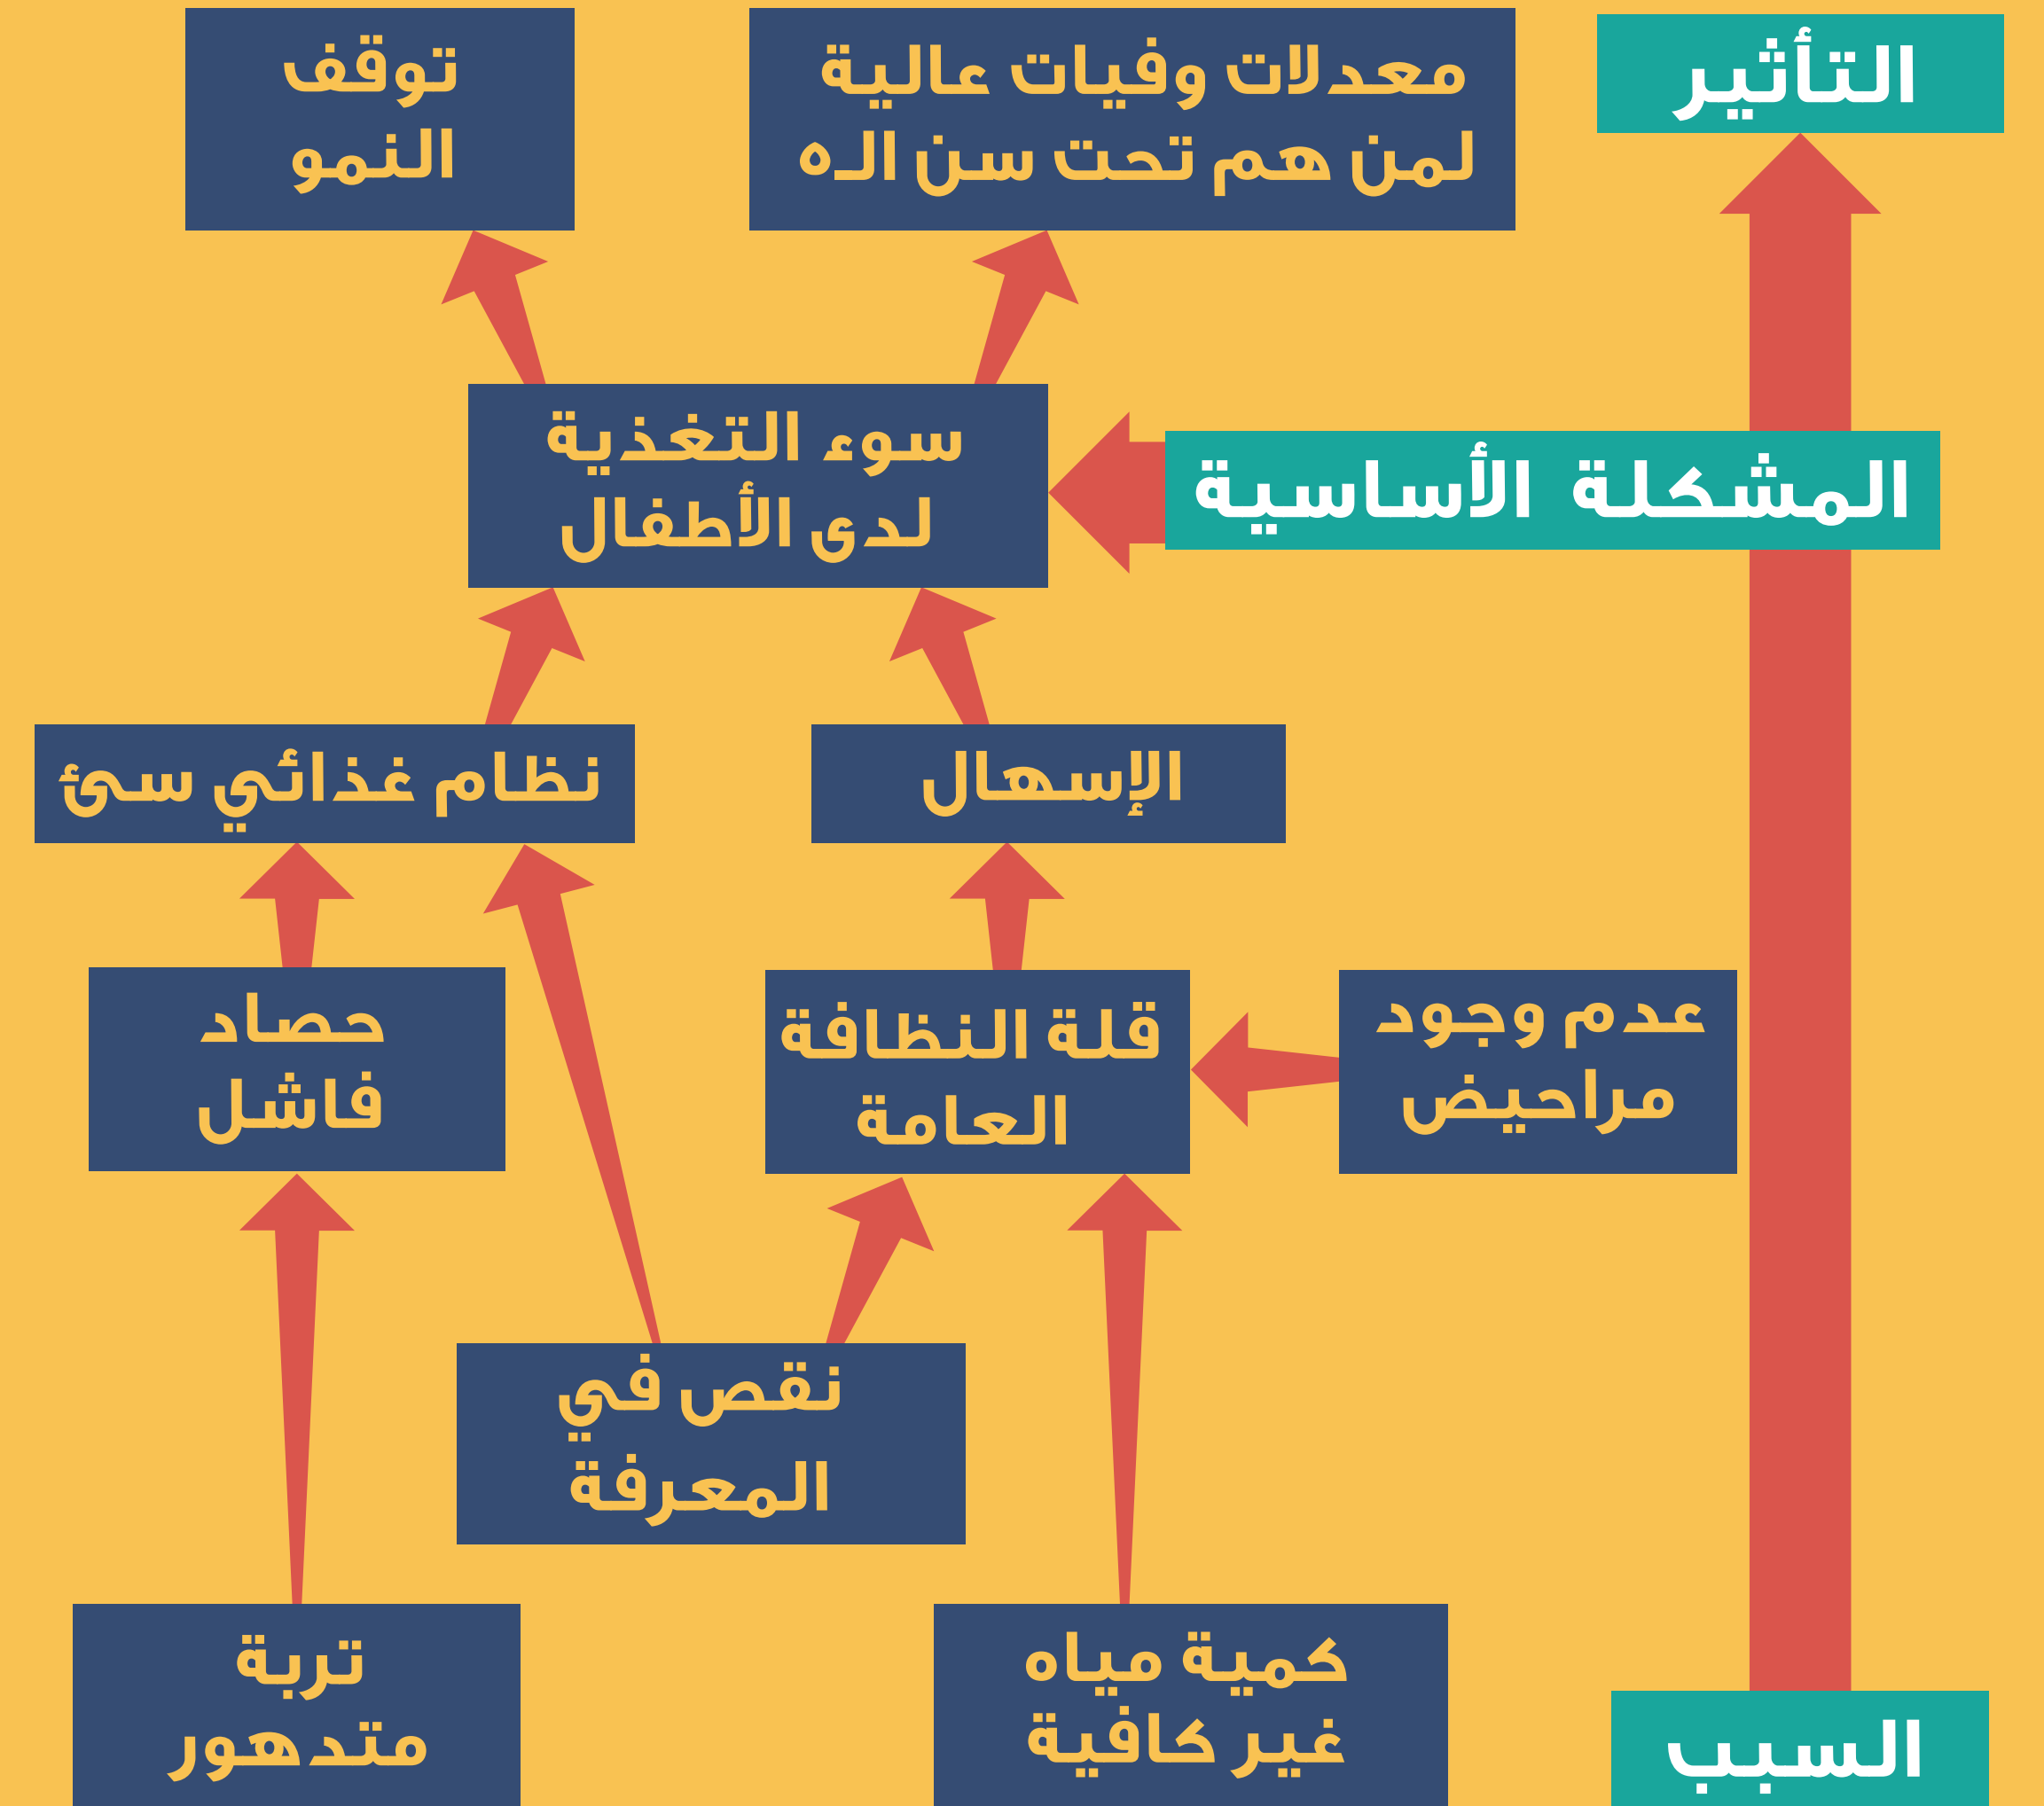 التأثير
معدلات وفيات عالية
لمن هم تحت سن الـ ٥
توقف
النمو
المشكلة الأساسية
سوء التغذية
لدى الأطفال
الإسهال
نظام غذائي سئ
عدم وجود
مراحيض
قلة النظافة
العامة
حصاد
فاشل
نقص في
المعرفة
السبب
كمية مياه
غير كافية
تربة
متدهور